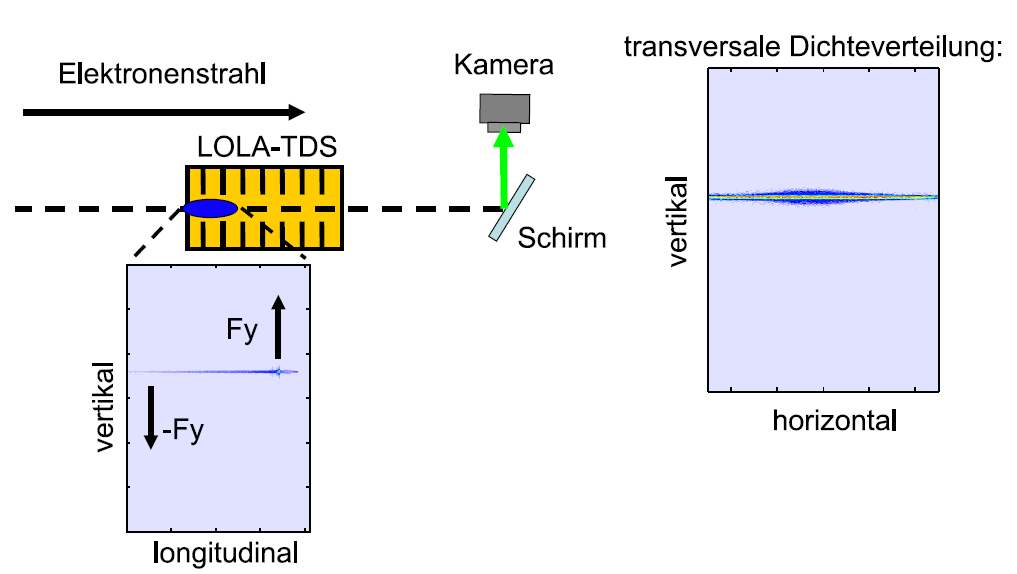 transversale Dichteverteilung:
Elektronenstrahl
Kamera
LOLA-TDS
vertikal
Schirm
Fy
-Fy
vertikal
horizontal
longitudinal